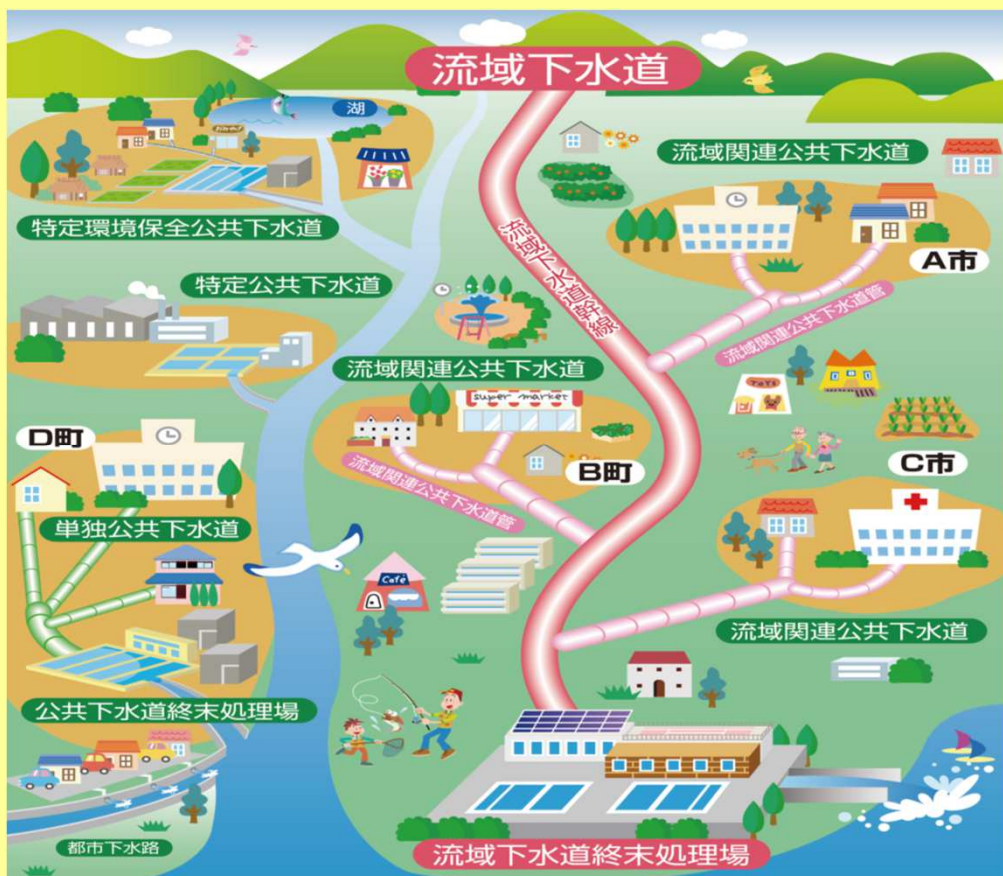 流域下水道
湖
流域関連公共下水道
特定環境保全公共下水道
A市
流域下水道幹線
特定公共下水道
流域関連公共下水道管
流域関連公共下水道
TOYS
super market
D町
B町
C市
流域関連公共下水道管
単独公共下水道
Café
流域関連公共下水道
公共下水道終末処理場
都市下水路
流域下水道終末処理場